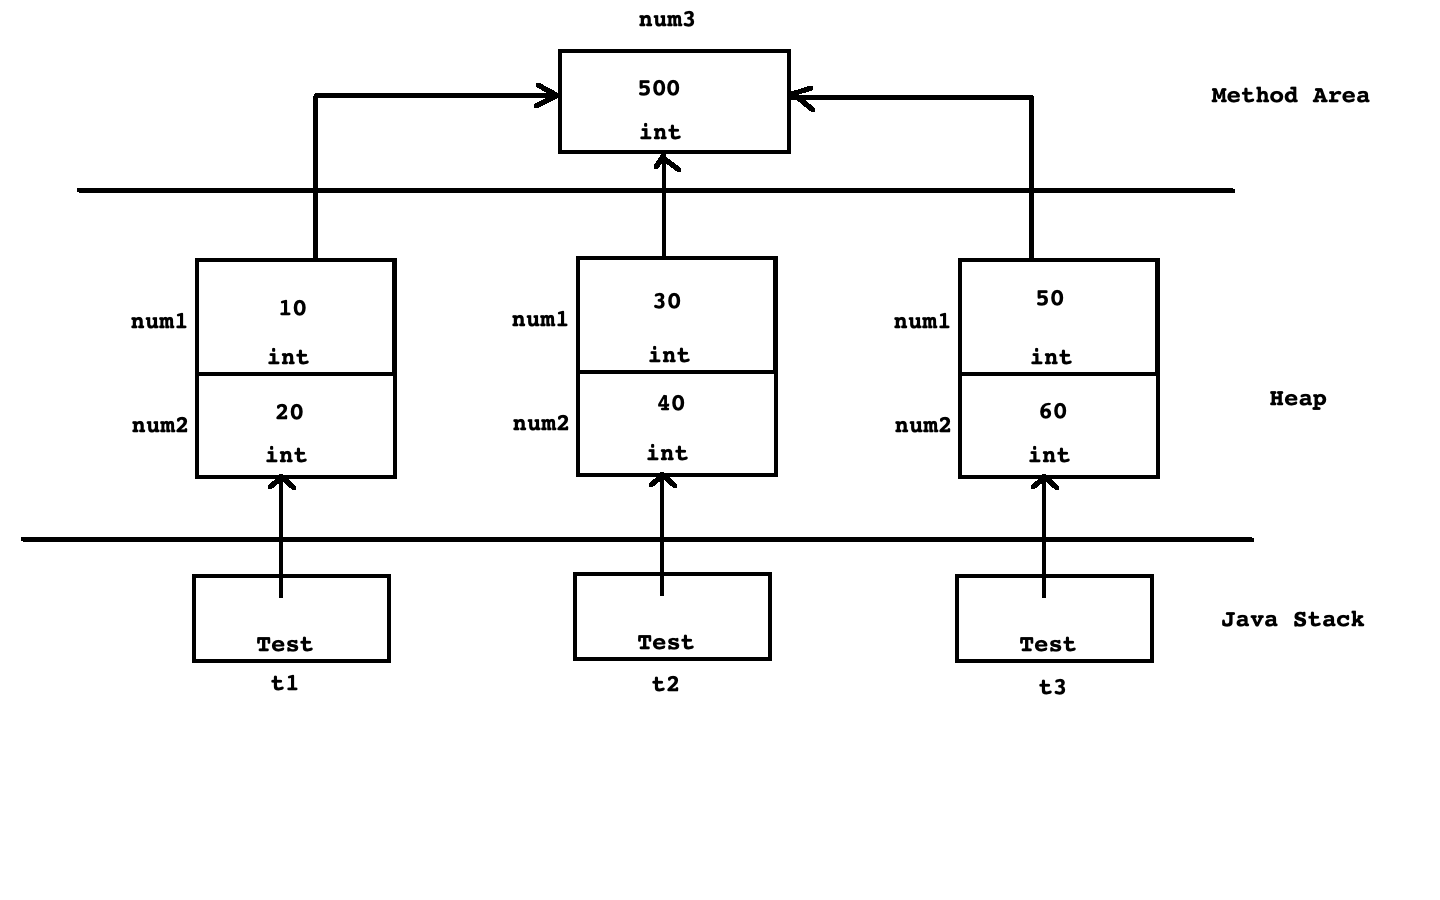 num3
500
int
Method Area
num1
10
int
num2
20
int
num1
30
int
num2
40
int
num1
50
int
num2
60
int
Heap
Test
t1
Test
t2
Test
t3
Java Stack